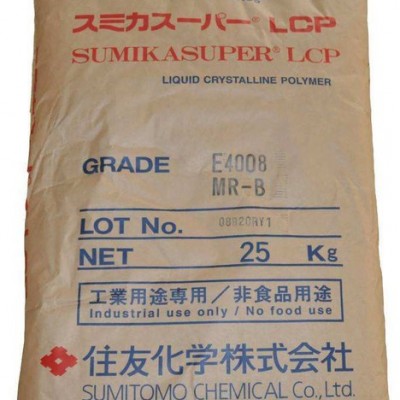 スミカスーパー® LCP
SUMIKASUPER® LCP
LIQUID CRYSTALLINE POLYMER
GRADE E4008
MR-B
LOT No.
NET 25 Kg
工業用途専用/非食品用途
Industrial use only / No food use
住友化学株式会社
SUMITOMO CHEMICAL Co., Ltd.